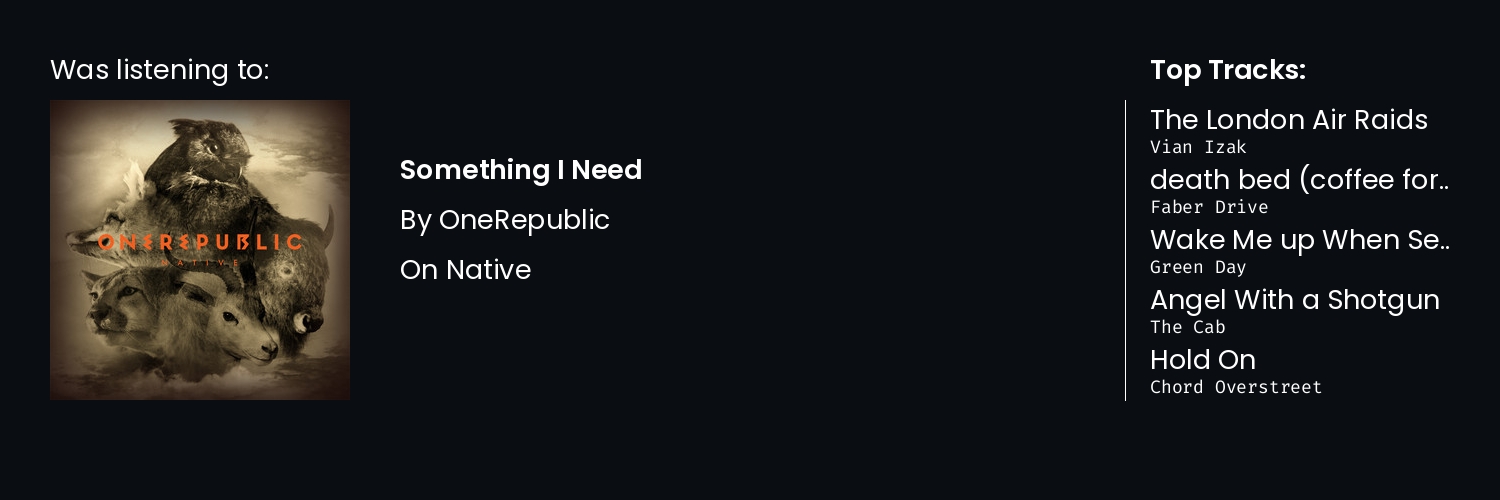 Was listening to:
ONEREPUBLIC
NATIVE
Something I Need
By OneRepublic
On Native
Top Tracks:
The London Air Raids
Vian Izak
death bed (coffee for..
Faber Drive
Wake Me up When Se..
Green Day
Angel With a Shotgun
The Cab
Hold On
Chord Overstreet